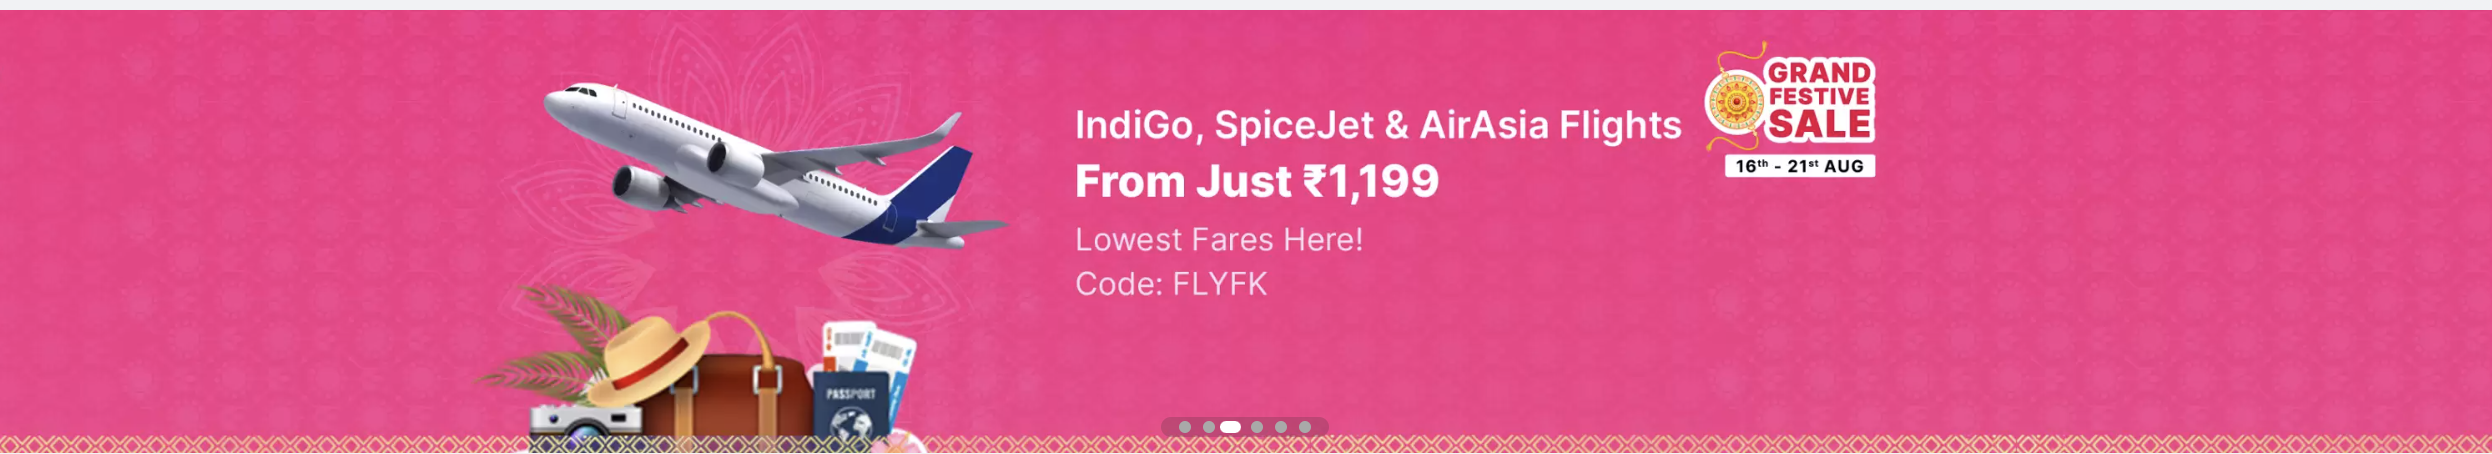 IndiGo, SpiceJet & AirAsia Flights
From Just ₹1,199
Lowest Fares Here!
Code: FLYFK
GRAND
FESTIVE
SALE
16th - 21st AUG
PASSPORT